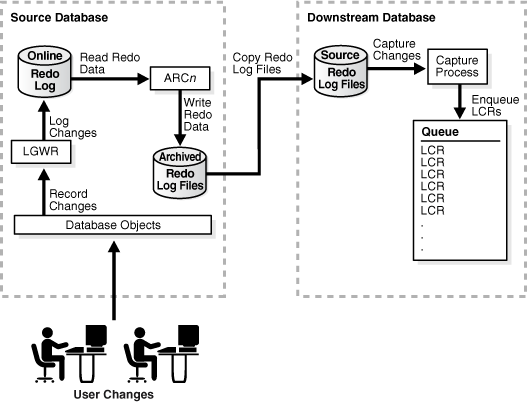 Source Database
Downstream Database
Online
Redo
Log
Read Redo
Data
ARCn
Copy Redo
Log Files
Source
Redo
Log Files
Capture
Changes
Capture
Process
Log
Changes
Write
Redo
Data
Enqueue
LCRs
LGWR
Archived
Redo
Log Files
Queue
LCR
LCR
LCR
LCR
LCR
LCR
.
.
.
Record
Changes
Database Objects
User Changes